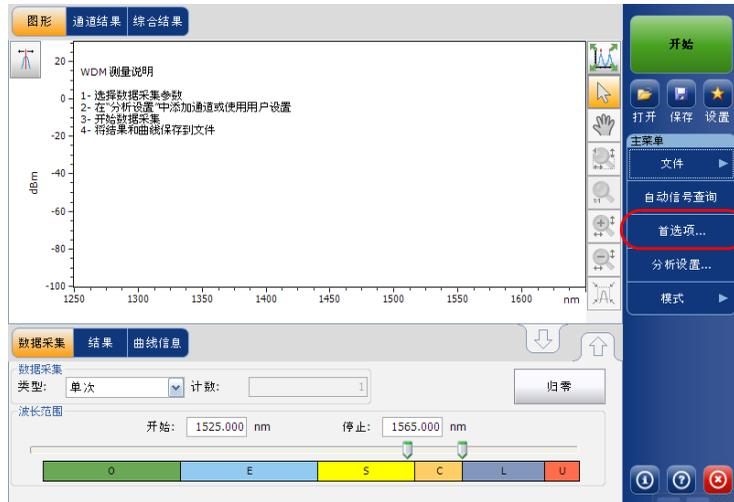 图形 通道结果 综合结果
20
0
-20
-40
-60
-80
-100
dBm
WDM 测量说明
1- 选择数据采集参数
2- 在"分析设置"中添加通道或使用用户设置
3- 开始数据采集
4- 将结果和曲线保存到文件
1250 1300 1350 1400 1450 1500 1550 1600 nm
1:1
开始
打开 保存 设置
主菜单
文件
自动信号查询
首选项...
分析设置...
模式
数据采集 结果 曲线信息
数据采集
类型: 单次 计数: 1
归零
波长范围
开始: 1525.000 nm 停止: 1565.000 nm
O E S C L U